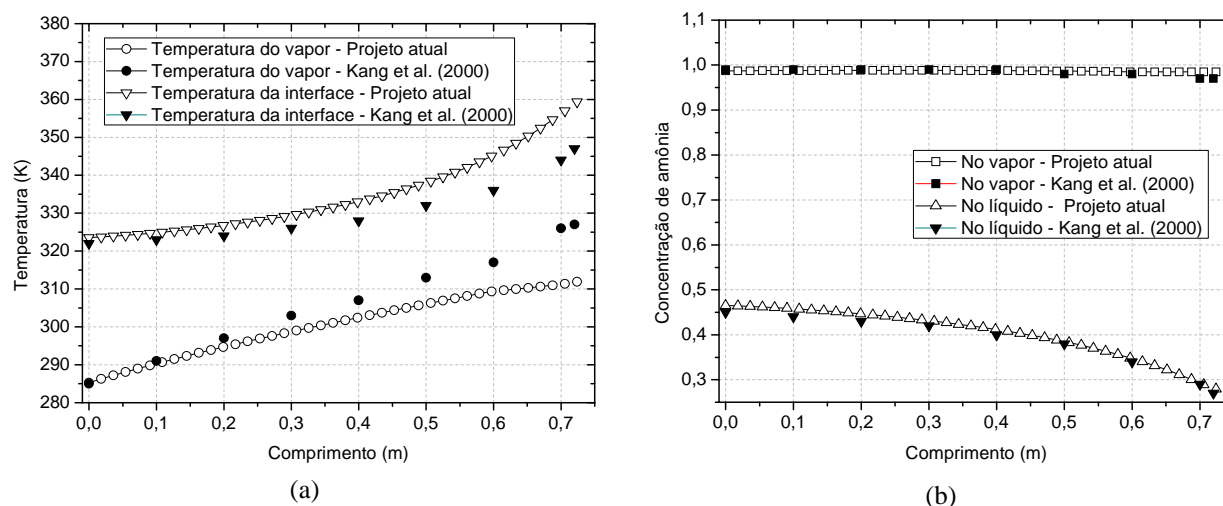 380
370
360
350
340
330
320
310
300
290
280
Temperatura (K)
Temperatura do vapor - Projeto atual
Temperatura do vapor - Kang et al. (2000)
Temperatura da interface - Projeto atual
Temperatura da interface - Kang et al. (2000)
0,0 0,1 0,2 0,3 0,4 0,5 0,6 0,7
Comprimento (m)
(a)
1,1
1,0
0,9
0,8
0,7
0,6
0,5
0,4
0,3
Concentração de amônia
No vapor - Projeto atual
No vapor - Kang et al. (2000)
No líquido - Projeto atual
No líquido - Kang et al. (2000)
0,0 0,1 0,2 0,3 0,4 0,5 0,6 0,7
Comprimento (m)
(b)